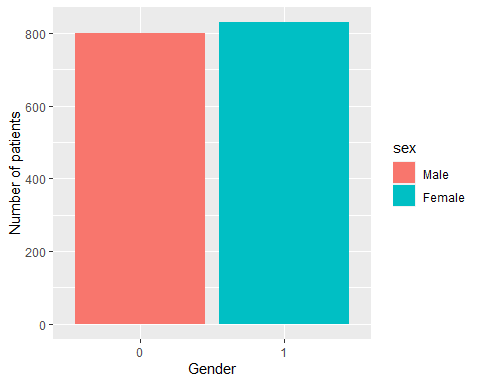 800
600
400
200
0
Number of patients
0 1
Gender
sex
Male
Female